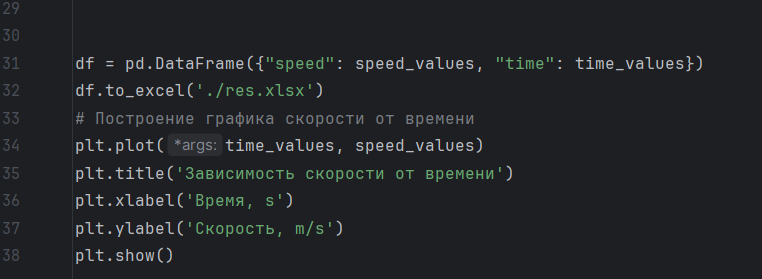 29
30
31 df = pd.DataFrame({"speed": speed_values, "time": time_values})
32 df.to_excel('./res.xlsx')
33 # Построение графика скорости от времени
34 plt.plot( *args: time_values, speed_values)
35 plt.title('Зависимость скорости от времени')
36 plt.xlabel('Время, s')
37 plt.ylabel('Скорость, m/s')
38 plt.show()